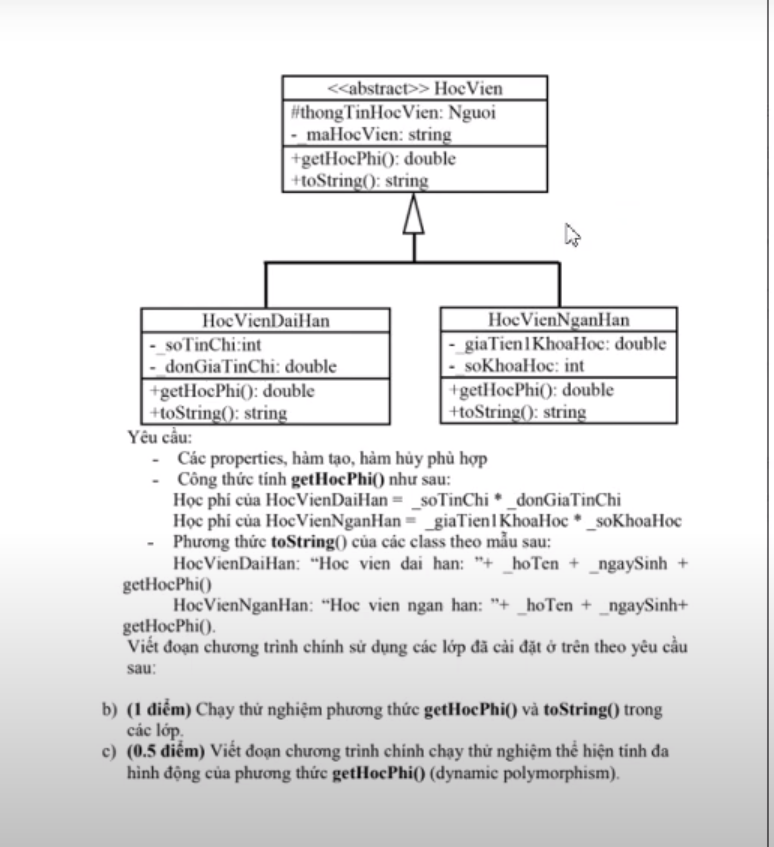 <<abstract>> HocVien
#thongTinHocVien: Nguoi
- _maHocVien: string
+getHocPhi(): double
+toString(): string
HocVienDaiHan
- _soTinChi:int
- _donGiaTinChi: double
+getHocPhi(): double
+toString(): string
HocVienNganHan
- _giaTien1KhoaHoc: double
- _soKhoaHoc: int
+getHocPhi(): double
+toString(): string
Yêu cầu:
- Các properties, hàm tạo, hàm hủy phù hợp
- Công thức tính getHocPhi() như sau:
Học phí của HocVienDaiHan = _soTinChi * _donGiaTinChi
Học phí của HocVienNganHan = _giaTien1KhoaHoc * _soKhoaHoc
- Phương thức toString() của các class theo mẫu sau:
HocVienDaiHan: “Hoc vien dai han: ”+ _hoTen + _ngaySinh +
getHocPhi()
HocVienNganHan: “Hoc vien ngan han: ”+ _hoTen + _ngaySinh+
getHocPhi().
Viết đoạn chương trình chính sử dụng các lớp đã cài đặt ở trên theo yêu cầu
sau:
b) (1 điểm) Chạy thử nghiệm phương thức getHocPhi() và toString() trong
các lớp.
c) (0.5 điểm) Viết đoạn chương trình chính chạy thử nghiệm thể hiện tính đa
hình động của phương thức getHocPhi() (dynamic polymorphism).